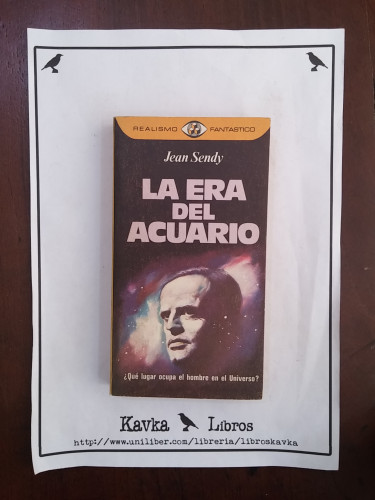 REALISMO FANTASTICO
Jean Sendy
LA ERA
DEL
ACUARIO
¿Qué lugar ocupa el hombre en el Universo?
Kavka Libros
http://www.uniliber.com/libreria/libroskavka